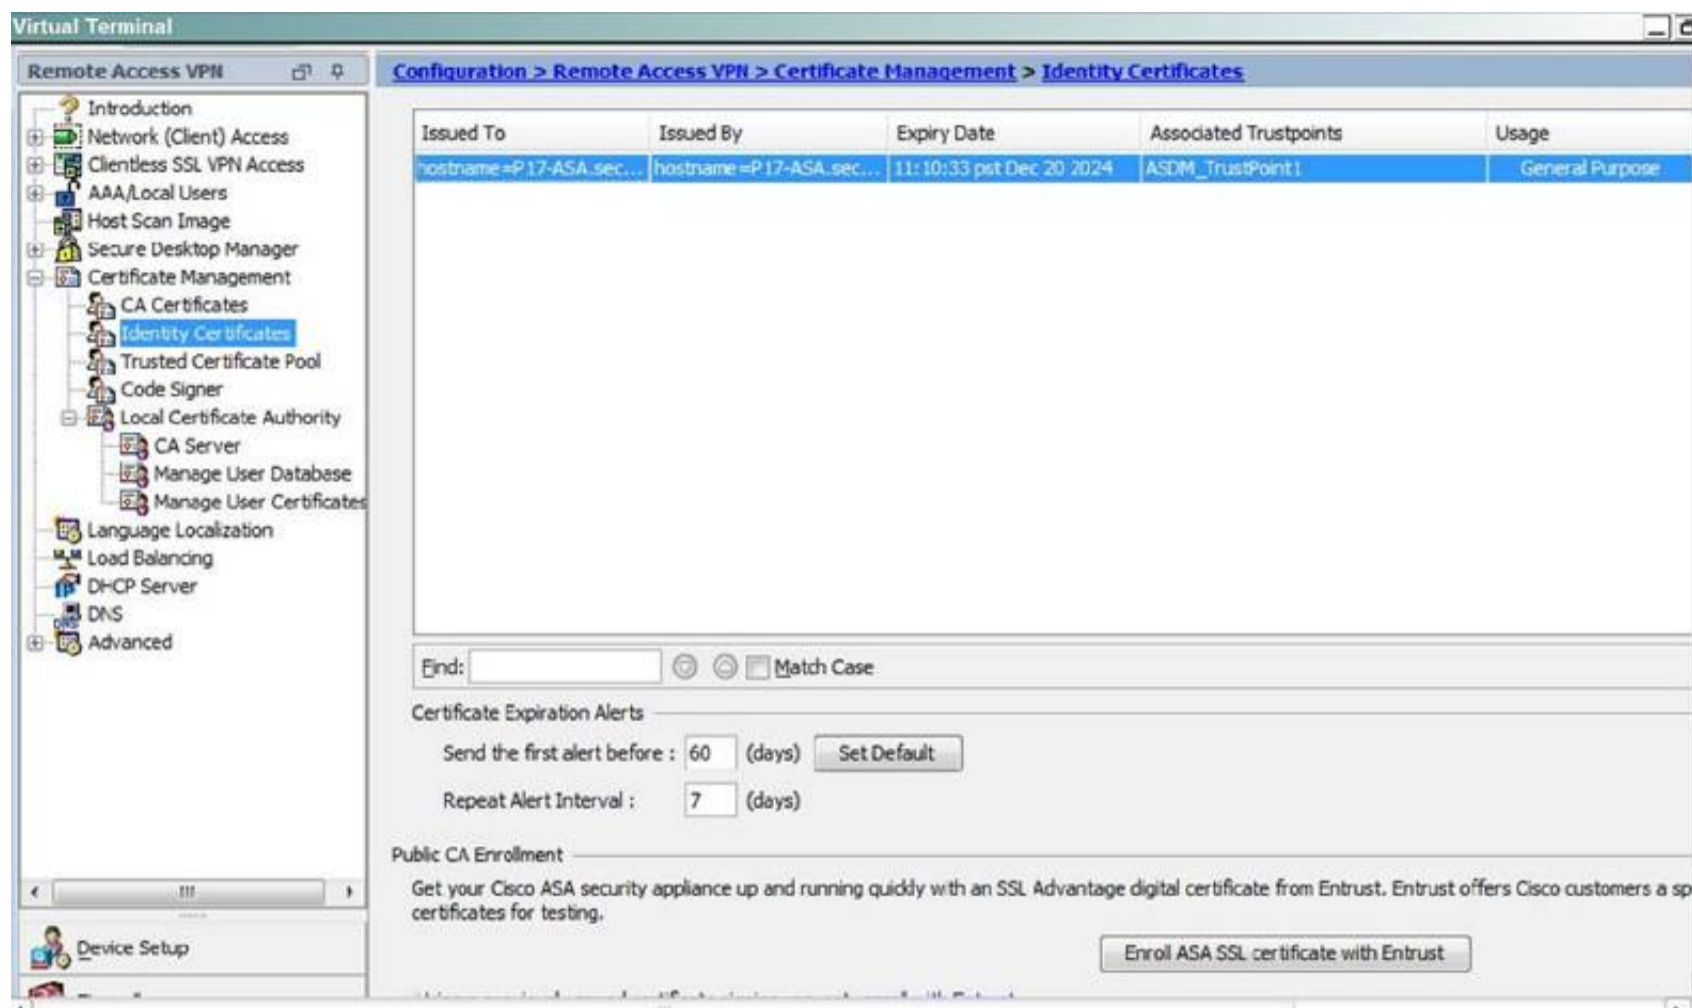 Virtual Terminal
Remote Access VPN
Introduction
Network (Client) Access
Clientless SSL VPN Access
AAA/Local Users
Host Scan Image
Secure Desktop Manager
Certificate Management
CA Certificates
Identity Certificates
Trusted Certificate Pool
Code Signer
Local Certificate Authority
CA Server
Manage User Database
Manage User Certificates
Language Localization
Load Balancing
DHCP Server
DNS
Advanced
Device Setup
Configuration > Remote Access VPN > Certificate Management > Identity Certificates
Issued To Issued By Expiry Date Associated Trustpoints Usage
hostname=P17-ASA.sec... hostname=P17-ASA.sec... 11:10:33 pst Dec 20 2024 ASDM_TrustPoint1 General Purpose
Find: Match Case
Certificate Expiration Alerts
Send the first alert before : 60 (days) Set Default
Repeat Alert Interval : 7 (days)
Public CA Enrollment
Get your Cisco ASA security appliance up and running quickly with an SSL Advantage digital certificate from Entrust. Entrust offers Cisco customers a sp
certificates for testing.
Enroll ASA SSL certificate with Entrust